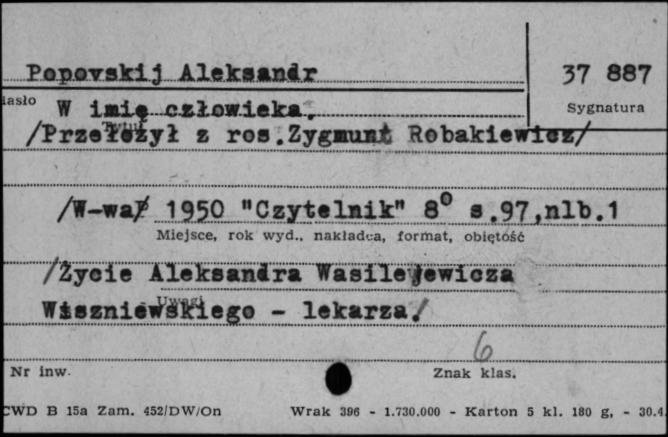 Popovskij Aleksandr
37 887
iasło
W imię człowieka.
Sygnatura
Tytuł
/Przełożył z ros.Zygmunt Robakiewicz/
/W-wa/ 1950 "Czytelnik" 8⁰ s.97,nlb.1
Miejsce, rok wyd., nakładca, format, objętość
/Życie Aleksandra Wasilejewicza
Uwagi
Wiszniewskiego - lekarza/
6
Nr inw.
Znak klas.
CWD B 15a Zam. 452/DW/On
Wrak 396 - 1.730.000 - Karton 5 kl. 180 g, - 30.4.